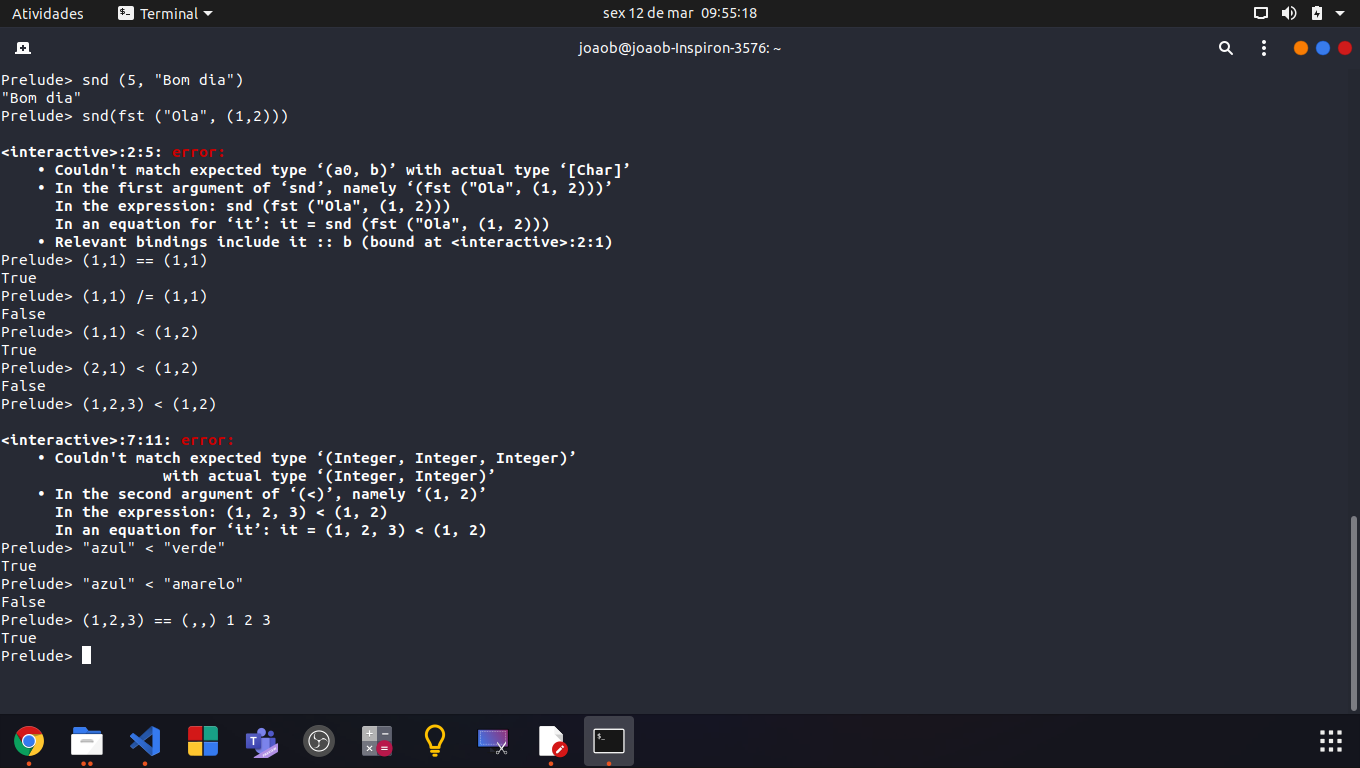 Atividades
Terminal
sex 12 de mar 09:55:18
joaob@joaob-Inspiron-3576: ~
Prelude> snd (5, "Bom dia")
"Bom dia"
Prelude> snd(fst ("Ola", (1,2)))
<interactive>:2:5: error:
• Couldn't match expected type ‘(a0, b)’ with actual type ‘[Char]’
• In the first argument of ‘snd’, namely ‘(fst ("Ola", (1, 2)))’
In the expression: snd (fst ("Ola", (1, 2)))
In an equation for ‘it’: it = snd (fst ("Ola", (1, 2)))
• Relevant bindings include it :: b (bound at <interactive>:2:1)
Prelude> (1,1) == (1,1)
True
Prelude> (1,1) /= (1,1)
False
Prelude> (1,1) < (1,2)
True
Prelude> (2,1) < (1,2)
False
Prelude> (1,2,3) < (1,2)
<interactive>:7:11: error:
• Couldn't match expected type ‘(Integer, Integer, Integer)’
with actual type ‘(Integer, Integer)’
• In the second argument of ‘(<)’, namely ‘(1, 2)’
In the expression: (1, 2, 3) < (1, 2)
In an equation for ‘it’: it = (1, 2, 3) < (1, 2)
Prelude> "azul" < "verde"
True
Prelude> "azul" < "amarelo"
False
Prelude> (1,2,3) == (,,) 1 2 3
True
Prelude>